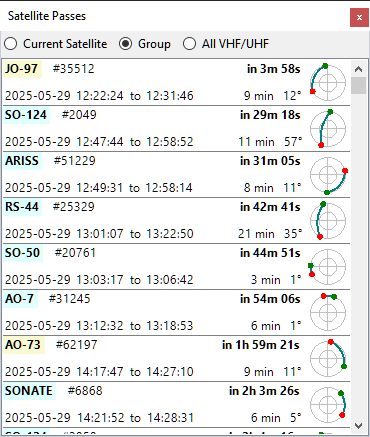 Satellite Passes
x
Current Satellite Group All VHF/UHF
JO-97 #35512 in 3m 58s
2025-05-29 12:22:24 to 12:31:46 9 min 12°
SO-124 #2049 in 29m 18s
2025-05-29 12:47:44 to 12:58:52 11 min 57°
ARISS #51229 in 31m 05s
2025-05-29 12:49:31 to 12:58:14 8 min 11°
RS-44 #25329 in 42m 41s
2025-05-29 13:01:07 to 13:22:50 21 min 35°
SO-50 #20761 in 44m 51s
2025-05-29 13:03:17 to 13:06:42 3 min 1°
AO-7 #31245 in 54m 06s
2025-05-29 13:12:32 to 13:18:53 6 min 1°
AO-73 #62197 in 1h 59m 21s
2025-05-29 14:17:47 to 14:27:10 9 min 11°
SONATE #6868 in 2h 3m 26s
2025-05-29 14:21:52 to 14:28:31 6 min 5°